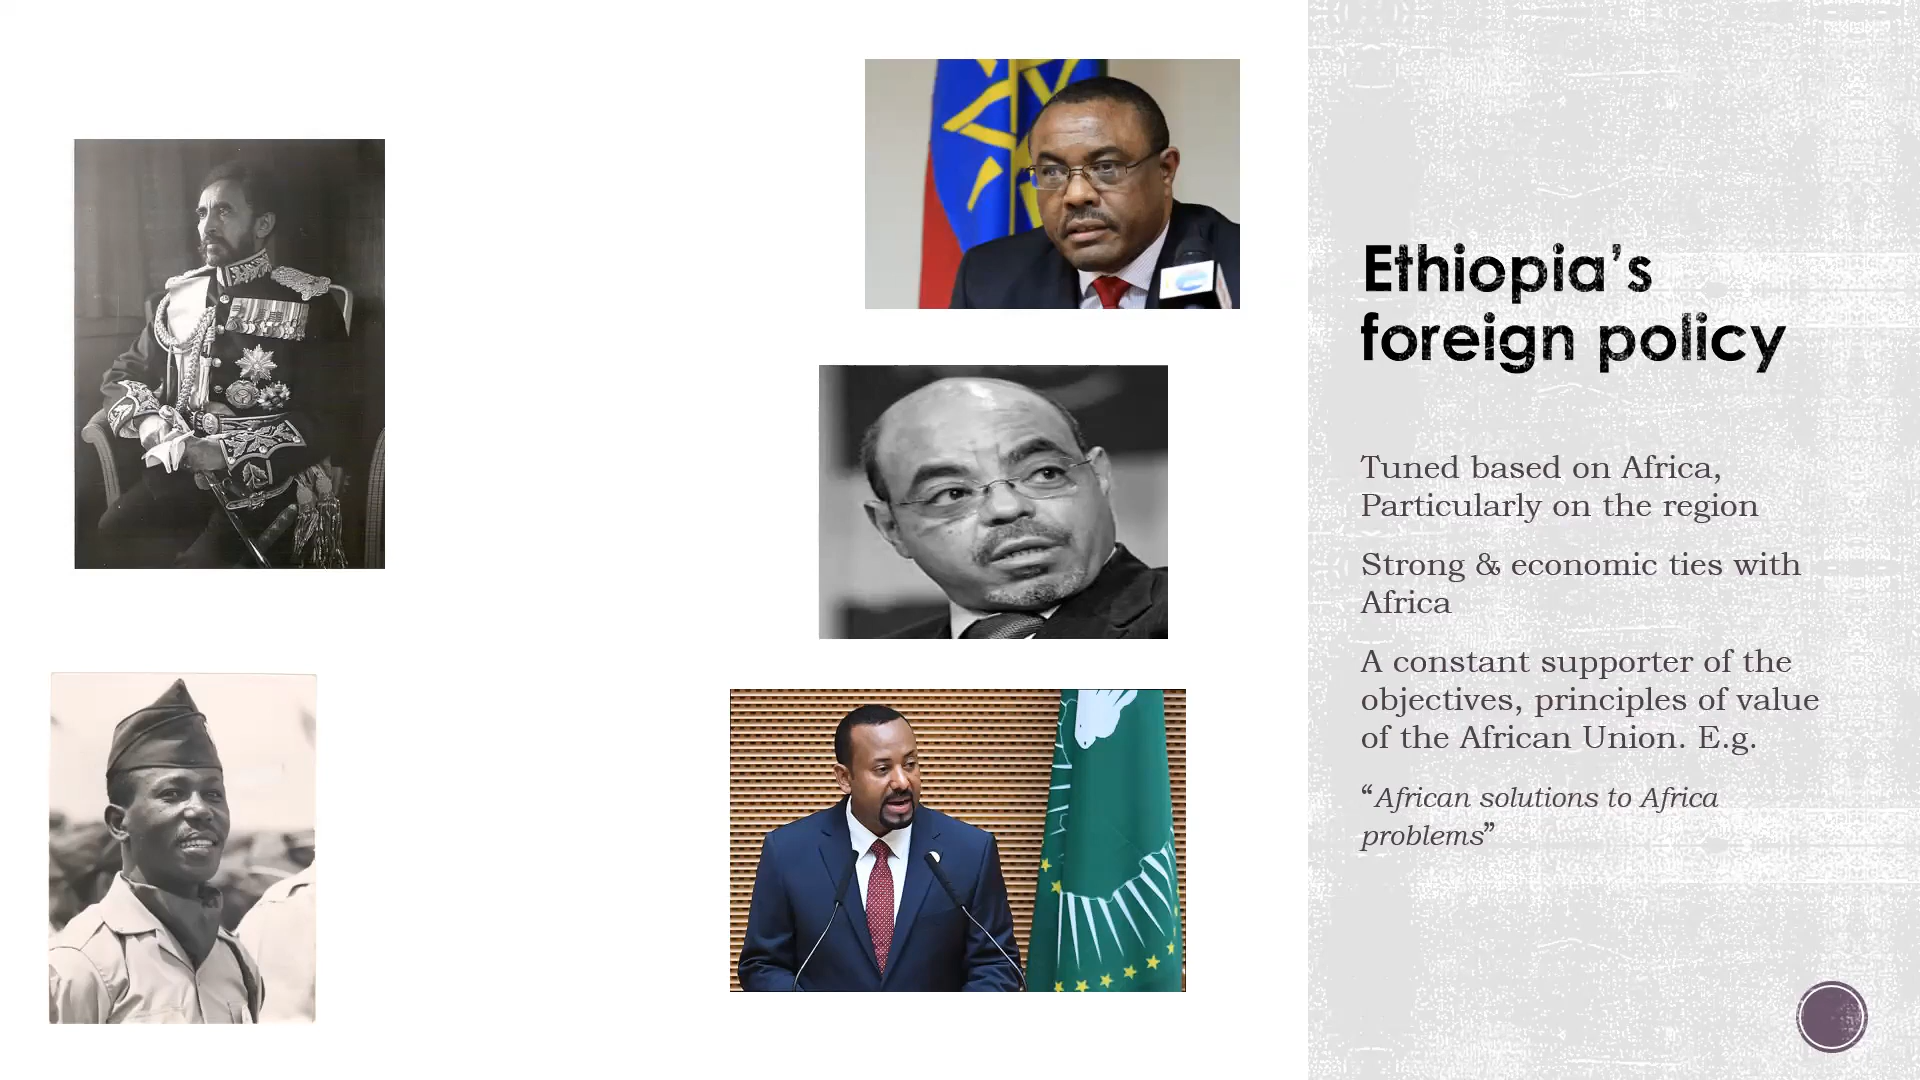 Ethiopia’s
foreign policy
Tuned based on Africa,
Particularly on the region
Strong & economic ties with
Africa
A constant supporter of the
objectives, principles of value
of the African Union. E.g.
“African solutions to Africa
problems”